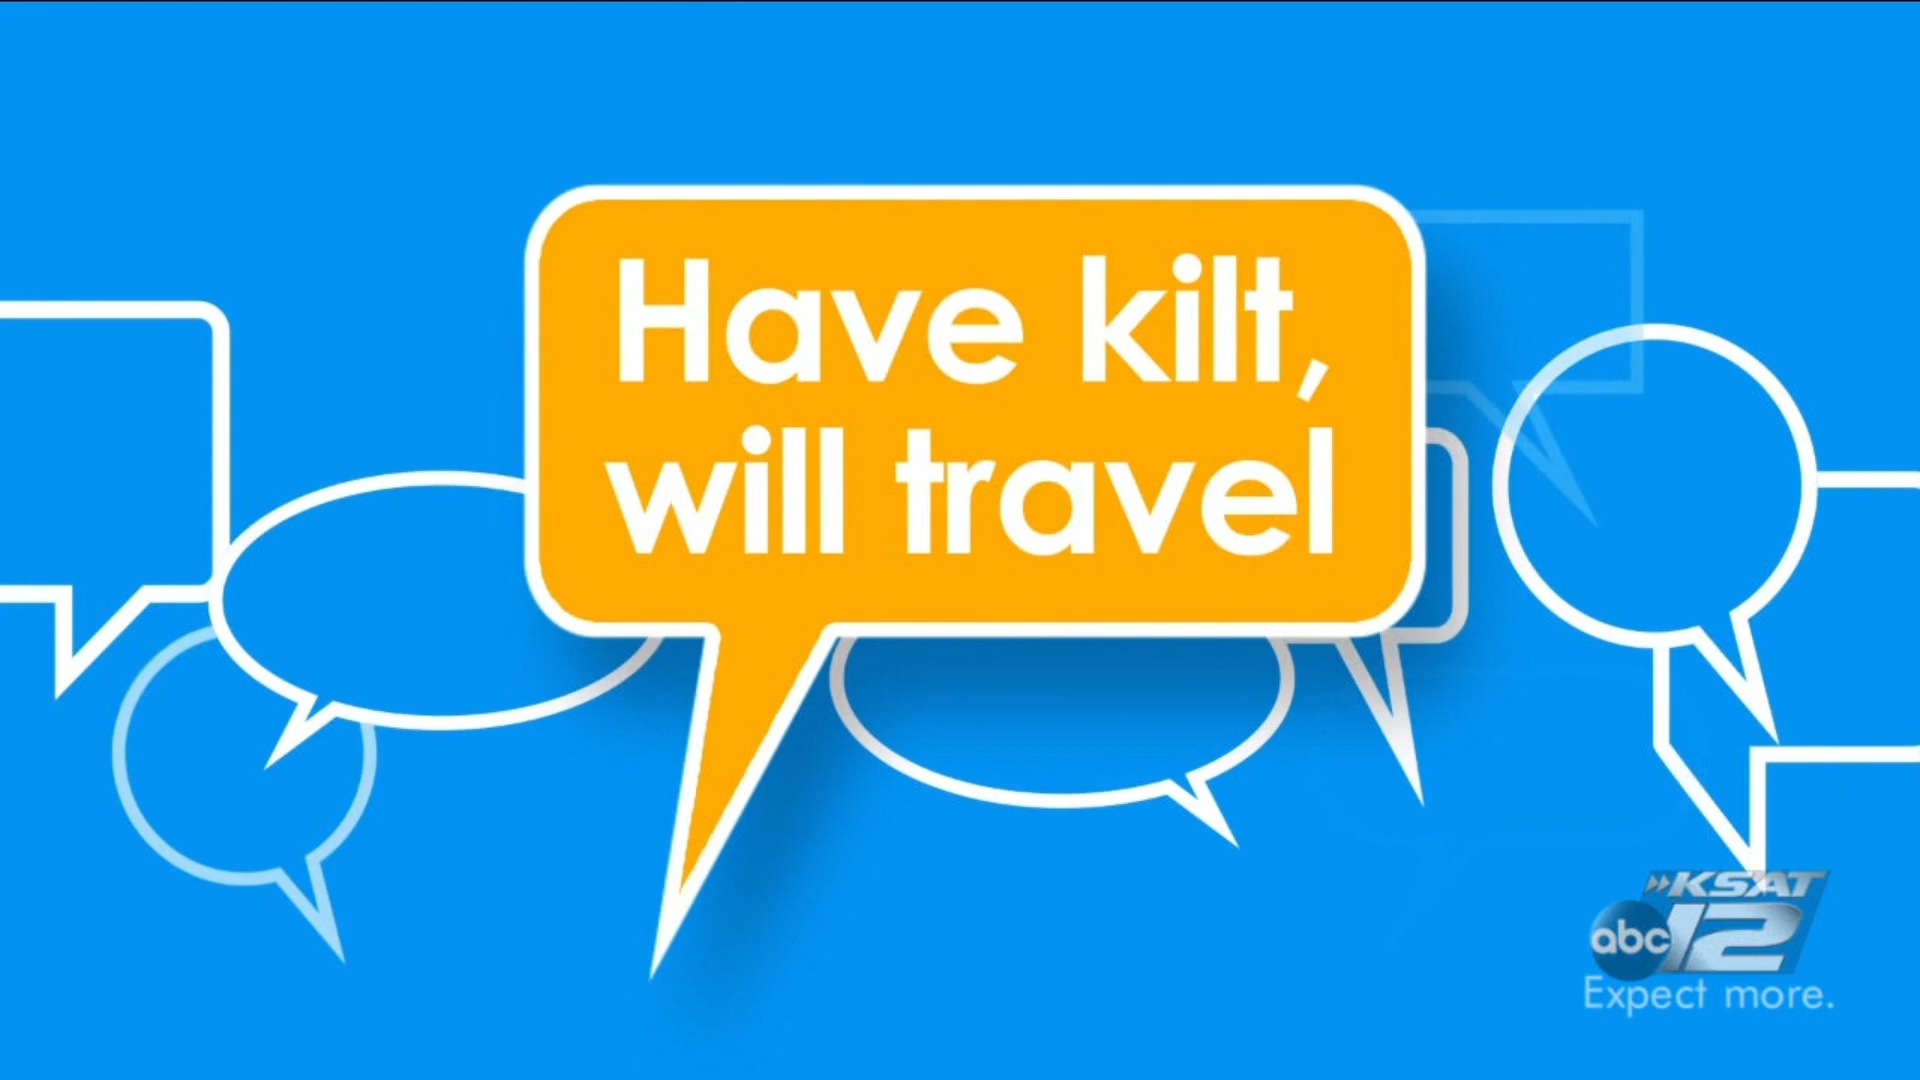 Have kilt,
will travel
KSAT
abc 12
Expect more.